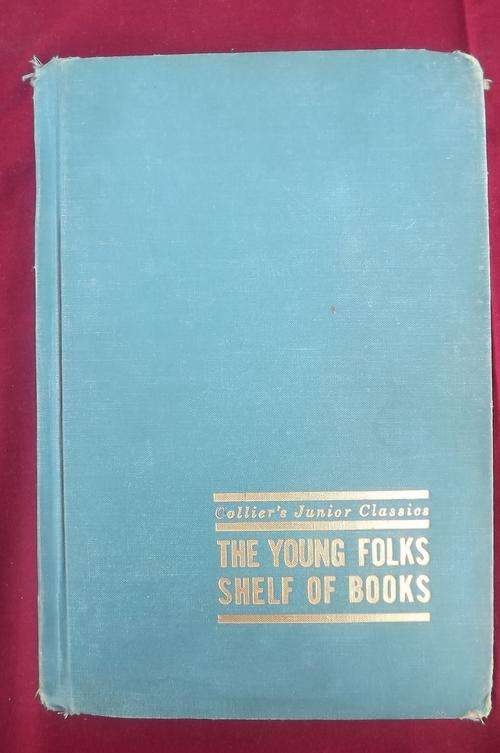 Collier's Junior Classics
THE YOUNG FOLKS
SHELF OF BOOKS